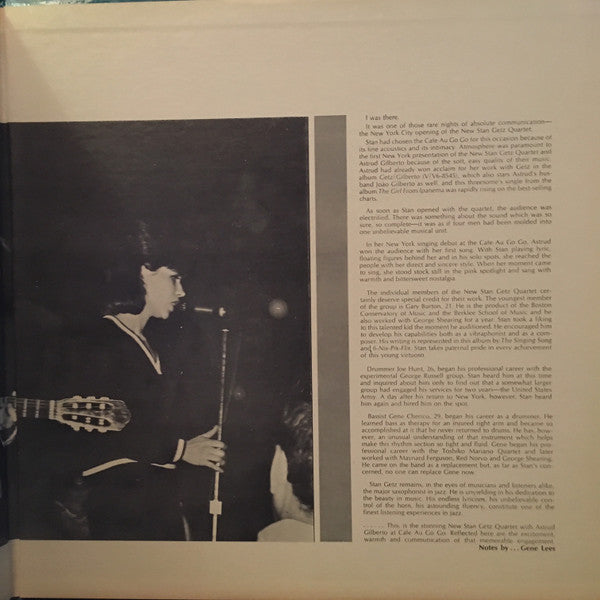 I was there.
It was one of those rare nights of absolute communication—
the New York City opening of the New Stan Getz Quartet.
Stan had chosen the Cafe Au Go Go for this occasion because of
its fine acoustics and its intimacy. Atmosphere was paramount to
the first New York presentation of the New Stan Getz Quartet and
Astrud Gilberto because of the soft, easy quality of their music.
Astrud had already won acclaim for her work with Getz in the
album Getz/Gilberto (V/V6-8545), which also stars Astrud's hus-
band João Gilberto as well, and this threesome's single from the
album The Girl From Ipanema was rapidly rising on the best-selling
charts.
As soon as Stan opened with the quartet, the audience was
electrified. There was something about the sound which was so
sure, so complete—it was as if four men had been molded into
one unbelievable musical unit.
In her New York singing debut at the Cafe Au Go Go, Astrud
won the audience with her first song. With Stan playing lyric,
floating figures behind her and in his solo spots, she reached the
people with her direct and sincere style. When her moment came
to sing, she stood stock still in the pink spotlight and sang with
warmth and bittersweet nostalgia.
The individual members of the New Stan Getz Quartet cer-
tainly deserve special credit for their work. The youngest member
of the group is Gary Burton, 21. He is the product of the Boston
Conservatory of Music and the Berklee School of Music and he
also worked with George Shearing for a year. Stan took a liking
to this talented kid the moment he auditioned. He encouraged him
to develop his capabilities both as a vibraphonist and as a com-
poser. His writing is represented in this album by The Singing Song
and 6-Nix-Pix-Flix. Stan takes paternal pride in every achievement
of this young virtuoso.
Drummer Joe Hunt, 26, began his professional career with the
experimental George Russell group. Stan heard him at this time
and inquired about him only to find out that a somewhat larger
group had engaged his services for two years—the United States
Army. A day after his return to New York, however, Stan heard
him again and hired him on the spot.
Bassist Gene Cherico, 29, began his career as a drummer. He
learned bass as therapy for an injured right arm and became so
accomplished at it that he never returned to drums. He has, how-
ever, an unusual understanding of that instrument which helps
make this rhythm section so tight and fluid. Gene began his pro-
fessional career with the Toshiko Mariano Quartet and later
worked with Maynard Ferguson, Red Norvo and George Shearing.
He came on the band as a replacement but, as far as Stan's con-
cerned, no one can replace Gene now.
Stan Getz remains, in the eyes of musicians and listeners alike,
the major saxophonist in jazz. He is unyielding in his dedication to
the beauty in music. His endless lyricism, his unbelievable con-
trol of the horn, his astounding fluency, constitute one of the
finest listening experiences in jazz.
. . . . . . This, is the stunning New Stan Getz Quartet with Astrud
Gilberto at Cafe Au Go Go. Reflected here are the excitement,
warmth and communication of that memorable engagement.
Notes by . . . Gene Lees